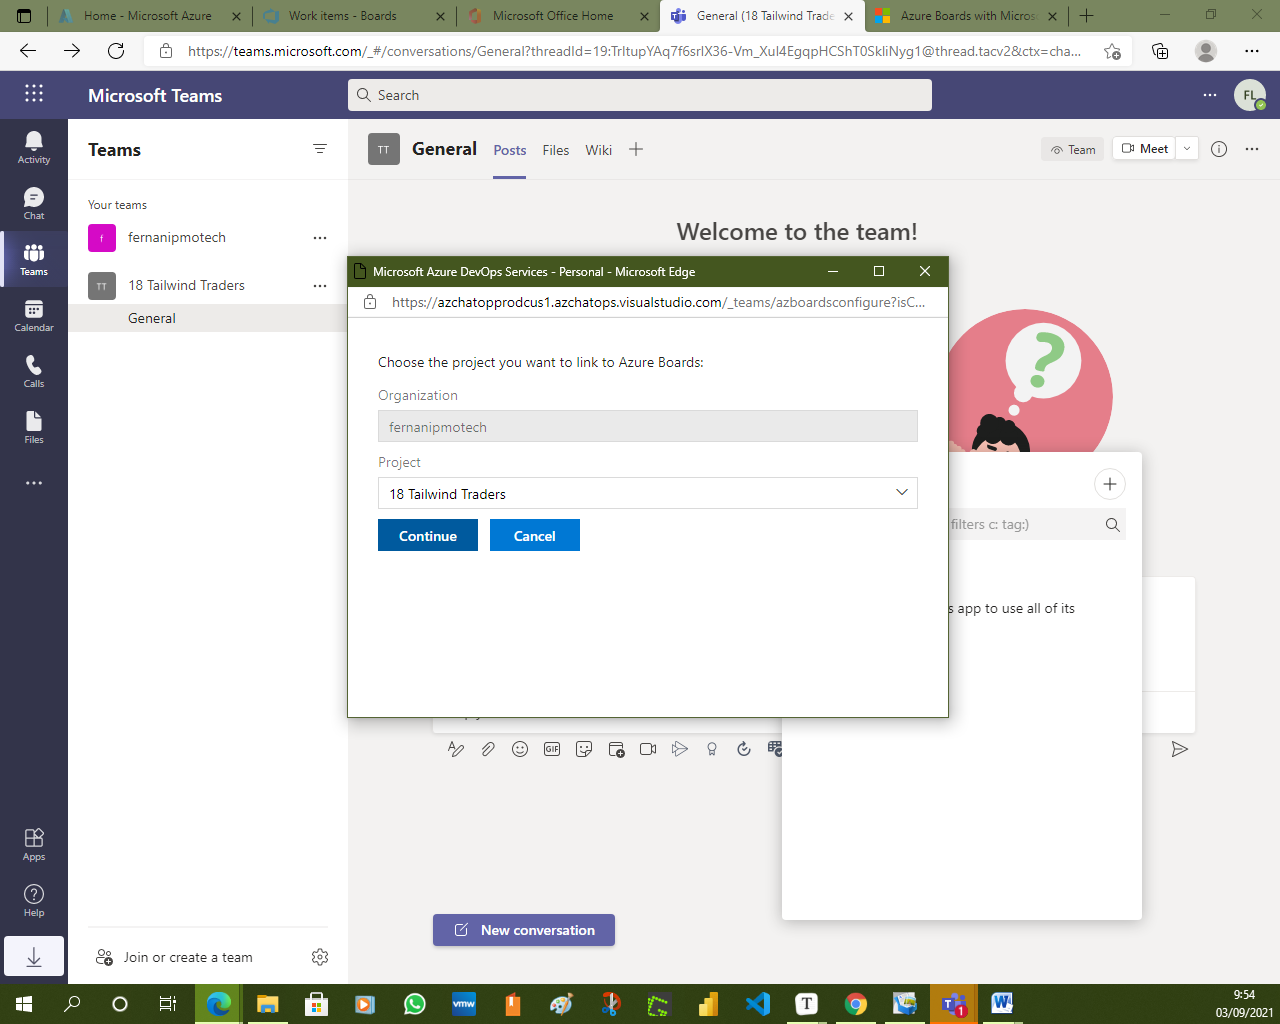 Home - Microsoft Azure
Work items - Boards
Microsoft Office Home
General (18 Tailwind Trade
Azure Boards with Micros
https://teams.microsoft.com/_#/conversations/General?threadId=19:TrItupYAq7f6srlX36-Vm_Xul4EgqpHCShT0SkIiNyg1@thread.tacv2&ctx=cha...
Microsoft Teams
Search
FL
Activity
Chat
Teams
Calendar
Calls
Files
Apps
Help
Teams
Your teams
f
fernanipmotech
TT
18 Tailwind Traders
General
Join or create a team
TT
General
Posts
Files
Wiki
Team
Meet
Welcome to the team!
Microsoft Azure DevOps Services - Personal - Microsoft Edge
https://azchatopprodcus1.azchatops.visualstudio.com/_teams/azboardsconfigure?isC...
Choose the project you want to link to Azure Boards:
Organization
fernanipmotech
Project
18 Tailwind Traders
Continue
Cancel
filters c: tag:)
s app to use all of its
GIF
New conversation
vmw
T
1
9:54
03/09/2021